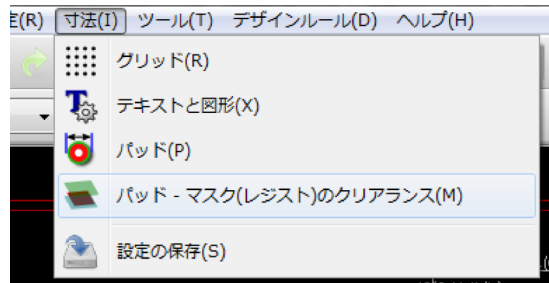 (R) 寸法(I) ツール(T) デザインルール(D) ヘルプ(H)
グリッド(R)
テキストと図形(X)
パッド(P)
パッド - マスク(レジスト)のクリアランス(M)
設定の保存(S)